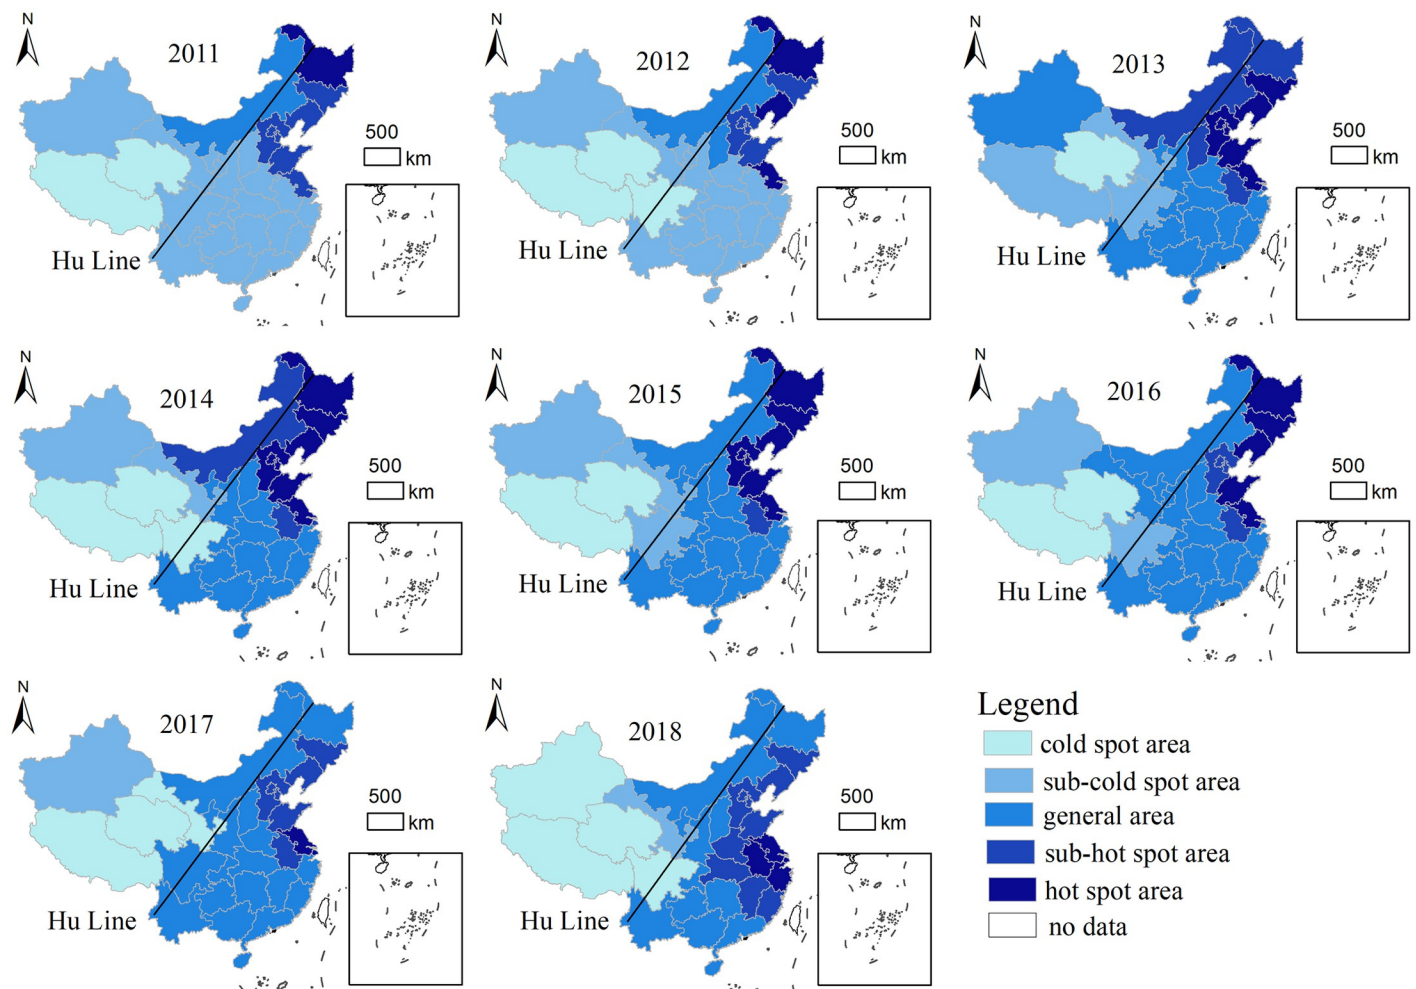 N
2011
500
km
Hu Line
N
2012
500
km
Hu Line
N
2013
500
km
Hu Line
N
2014
500
km
Hu Line
N
2015
500
km
Hu Line
N
2016
500
km
Hu Line
N
2017
500
km
Hu Line
N
2018
500
km
Hu Line
Legend
cold spot area
sub-cold spot area
general area
sub-hot spot area
hot spot area
no data